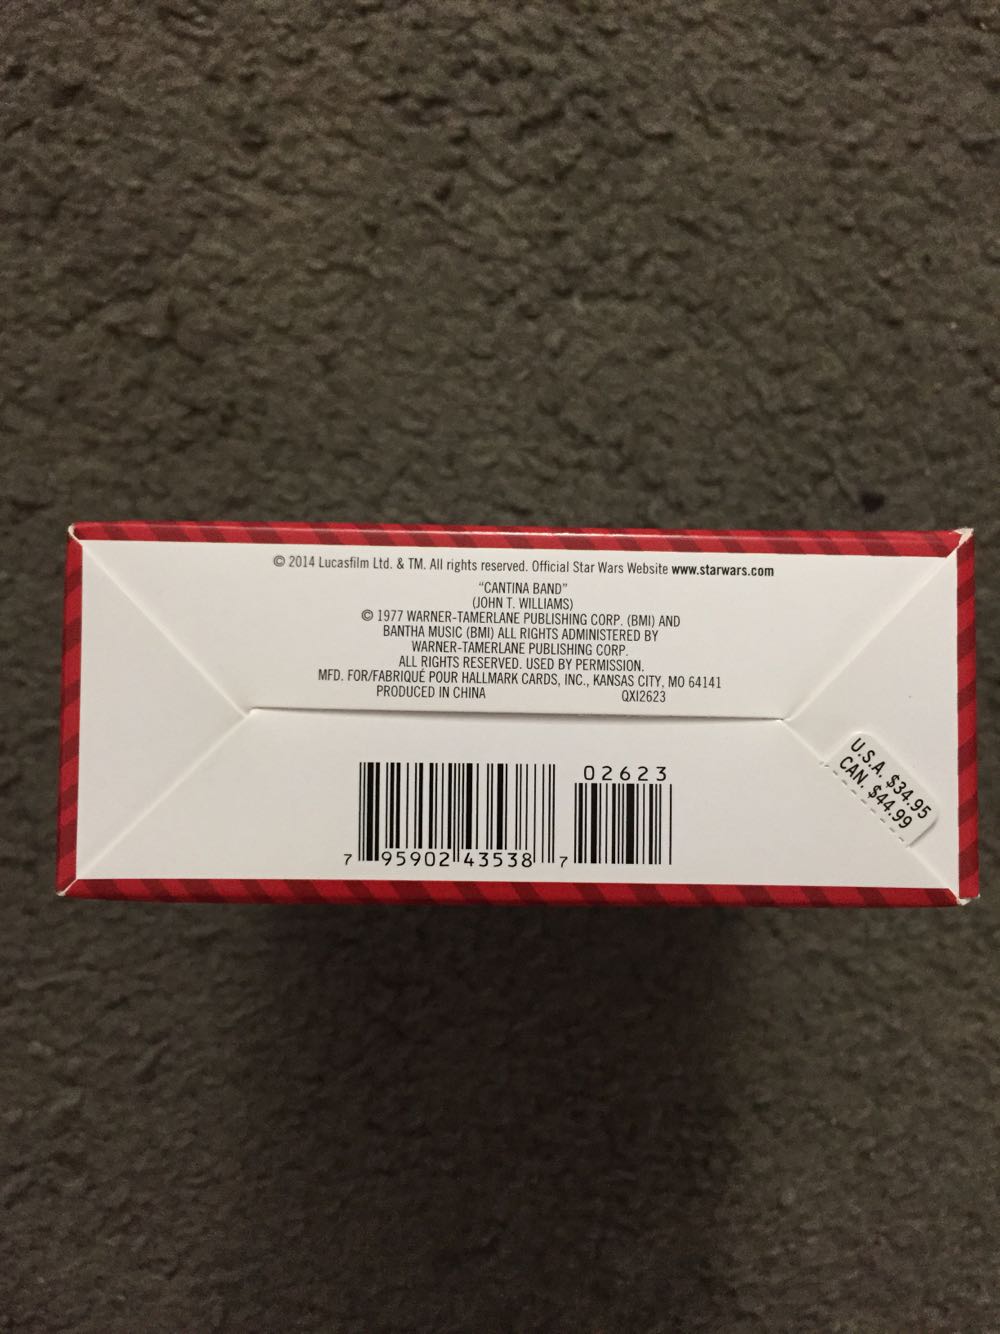 © 2014 Lucasfilm Ltd. & TM. All rights reserved. Official Star Wars Website www.starwars.com
"CANTINA BAND"
(JOHN T. WILLIAMS)
© 1977 WARNER-TAMERLANE PUBLISHING CORP. (BMI) AND
BANTHA MUSIC (BMI) ALL RIGHTS ADMINISTERED BY
WARNER-TAMERLANE PUBLISHING CORP.
ALL RIGHTS RESERVED. USED BY PERMISSION.
MFD. FOR/FABRIQUÉ POUR HALLMARK CARDS, INC., KANSAS CITY, MO 64141
PRODUCED IN CHINA QXI2623
U.S.A. $34.95
CAN. $44.99
02623
7 95902 43538 7